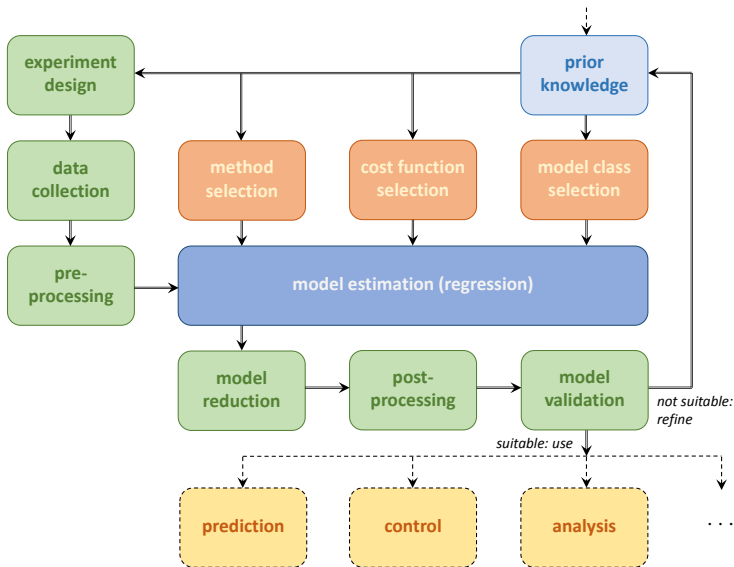 experiment
design
prior
knowledge
data
collection
method
selection
cost function
selection
model class
selection
pre-
processing
model estimation (regression)
model
reduction
post-
processing
model
validation
not suitable:
refine
suitable: use
prediction
control
analysis
. . .